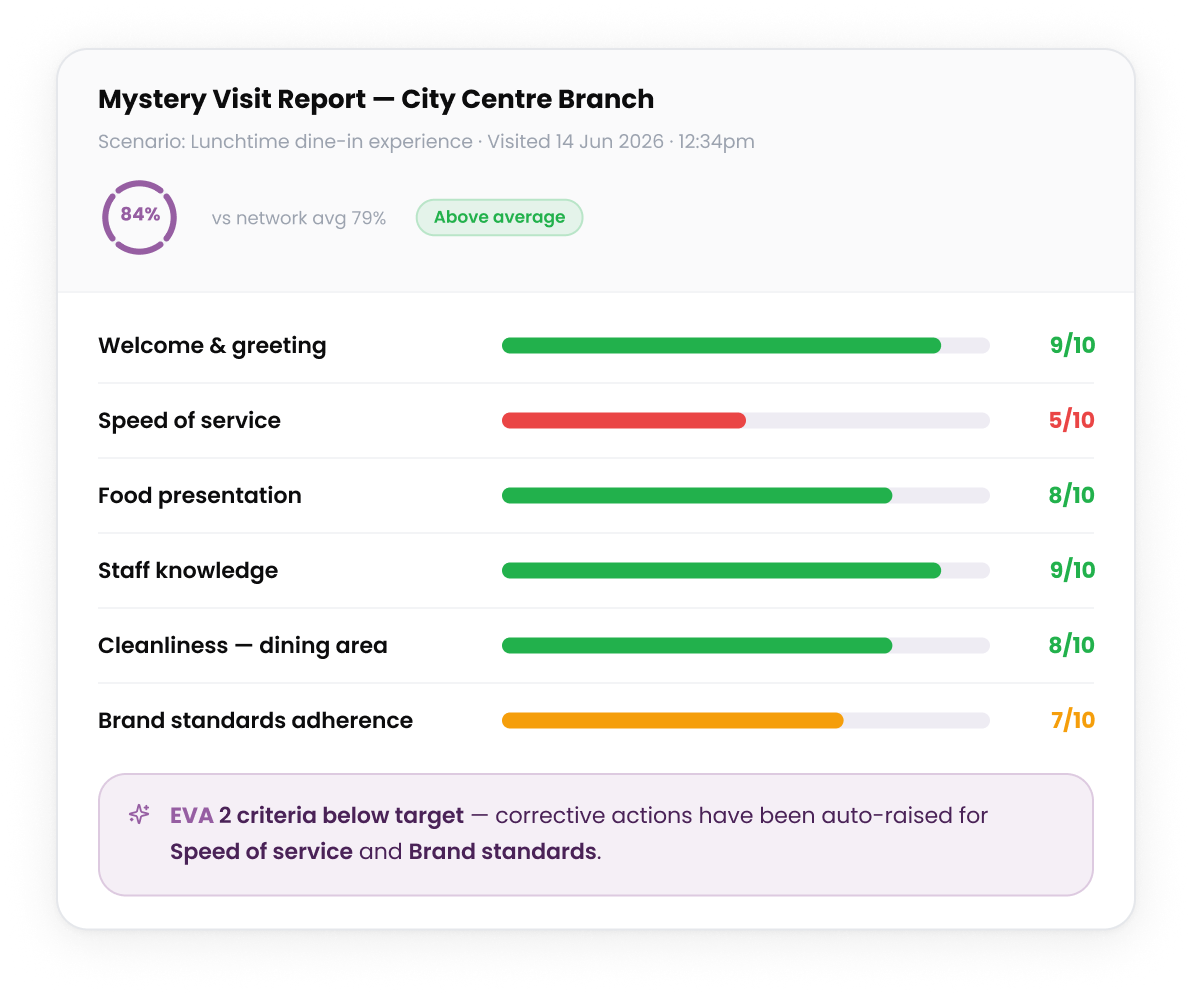 Mystery Visit Report — City Centre Branch
Scenario: Lunchtime dine-in experience · Visited 14 Jun 2026 · 12:34pm
84% vs network avg 79% Above average
Welcome & greeting 9/10
Speed of service 5/10
Food presentation 8/10
Staff knowledge 9/10
Cleanliness — dining area 8/10
Brand standards adherence 7/10
EVA 2 criteria below target — corrective actions have been auto-raised for
Speed of service and Brand standards.